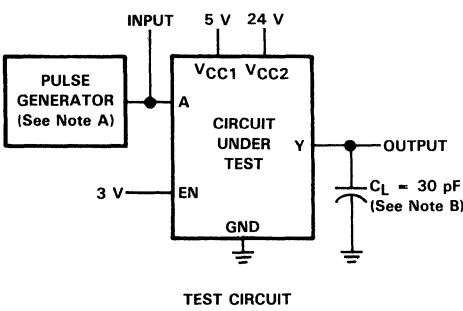 INPUT
5 V 24 V
PULSE
GENERATOR
(See Note A)
VCC1 VCC2
A
CIRCUIT
UNDER
TEST
Y
OUTPUT
3 V
EN
CL = 30 pF
(See Note B)
GND
TEST CIRCUIT